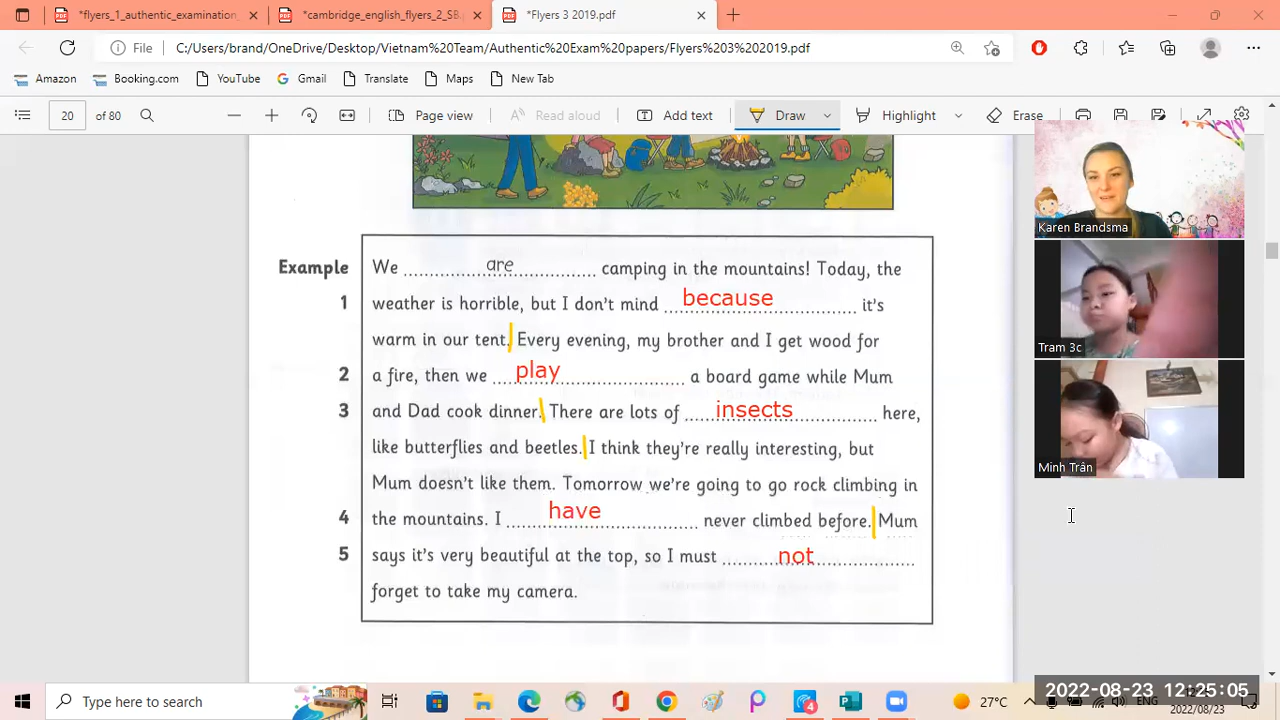 *flyers_1_authentic_examination_
*cambridge_english_flyers_2_SB.p
*Flyers 3 2019.pdf
File
C:/Users/brand/OneDrive/Desktop/Vietnam%20Team/Authentic%20Exam%20papers/Flyers%203%202019.pdf
Amazon
Booking.com
YouTube
Gmail
Translate
Maps
New Tab
20 of 80
Page view
Read aloud
Add text
Draw
Highlight
Erase
Karen Brandsma
Tram 3c
Minh Trân
Example We are camping in the mountains! Today, the
1 weather is horrible, but I don't mind because it's
warm in our tent. Every evening, my brother and I get wood for
2 a fire, then we play a board game while Mum
3 and Dad cook dinner. There are lots of insects here,
like butterflies and beetles. I think they're really interesting, but
Mum doesn't like them. Tomorrow we're going to go rock climbing in
4 the mountains. I have never climbed before. Mum
5 says it's very beautiful at the top, so I must not
forget to take my camera.
Type here to search
4
27°C
ENG
2022-08-23 12:25:05
2022/08/23